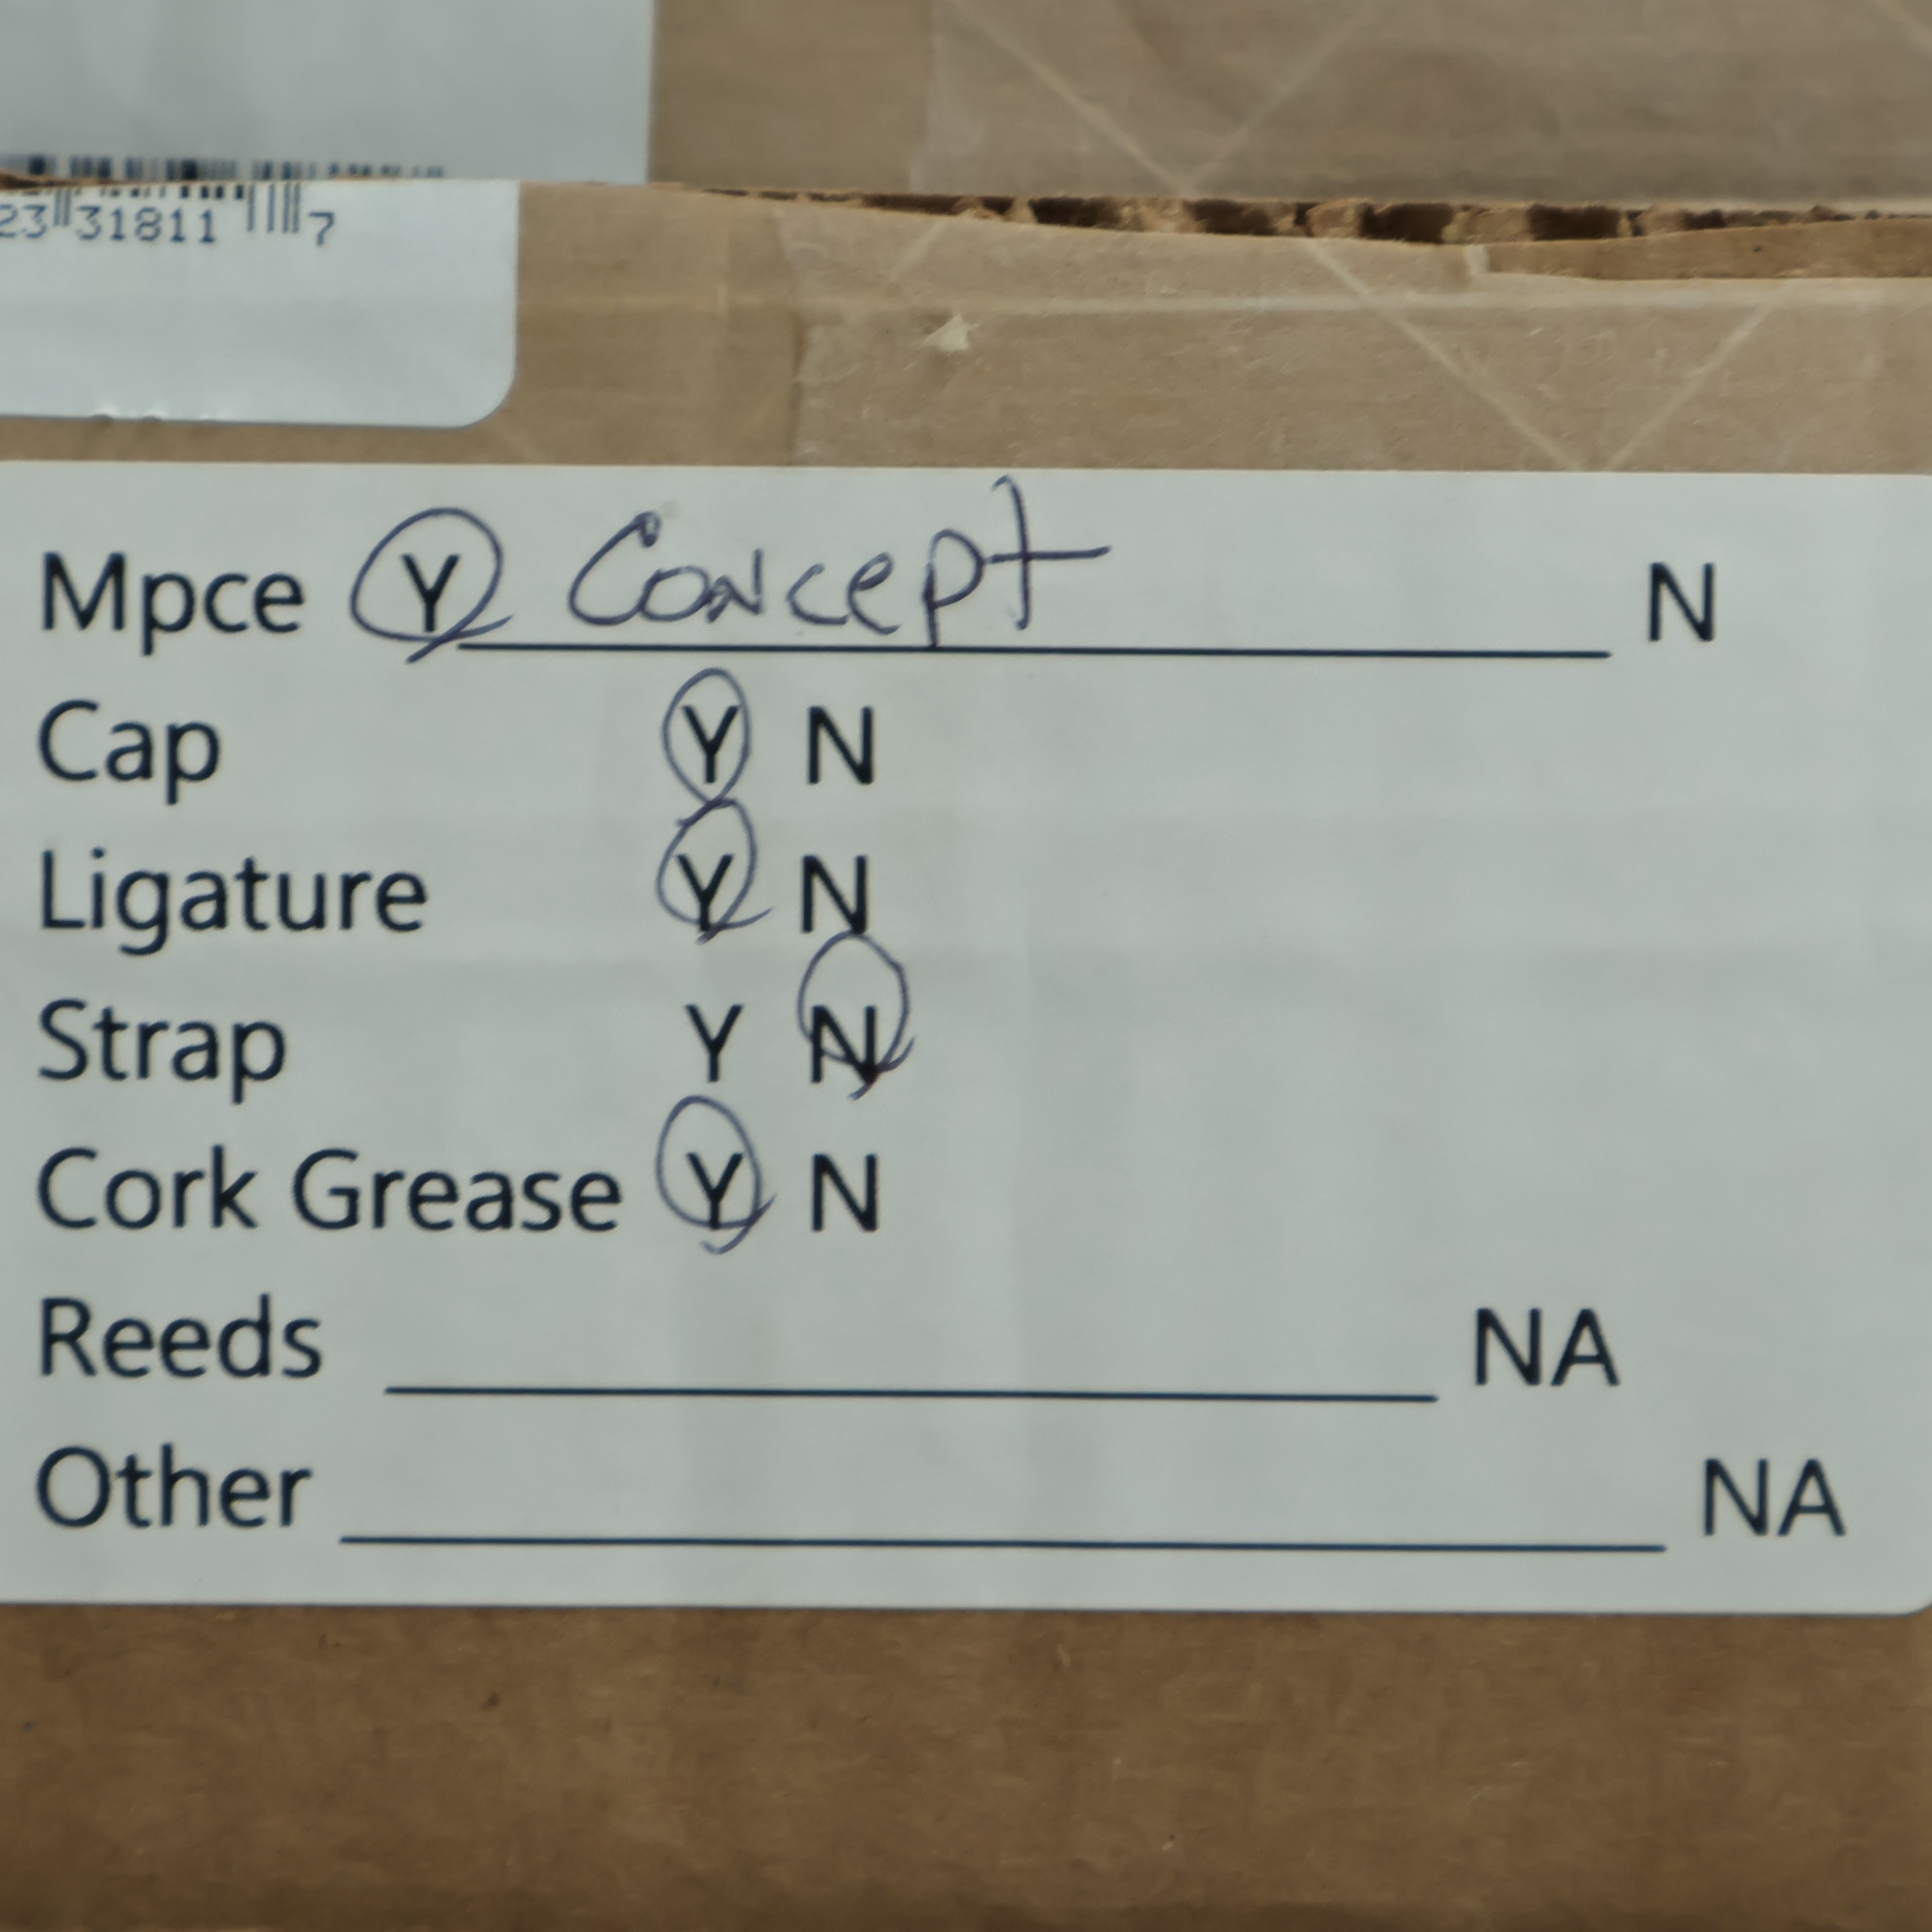 23 31811 7
Mpce Y Concept N
Cap Y N
Ligature Y N
Strap Y N
Cork Grease Y N
Reeds NA
Other NA